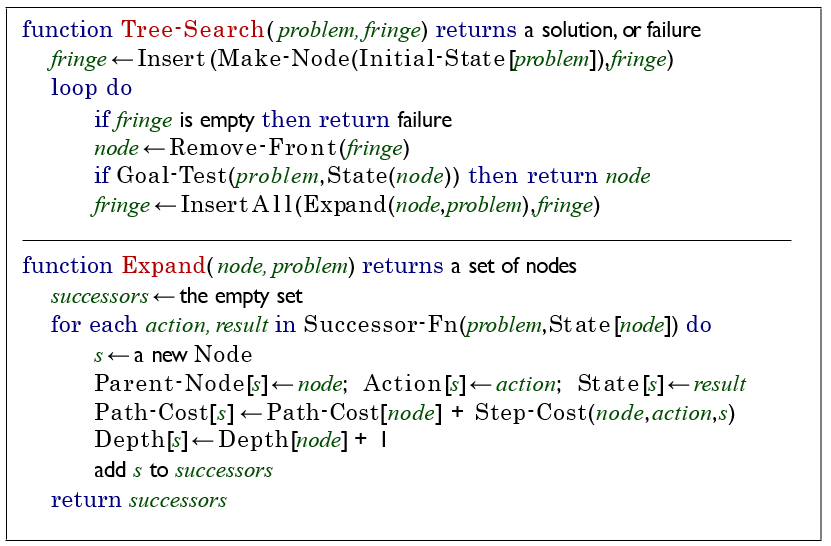 function Tree-Search( problem, fringe) returns a solution, or failure
fringe ← Insert(Make-Node(Initial-State[problem]),fringe)
loop do
if fringe is empty then return failure
node ← Remove-Front(fringe)
if Goal-Test(problem,State(node)) then return node
fringe ← InsertAll(Expand(node,problem),fringe)
function Expand( node, problem) returns a set of nodes
successors ← the empty set
for each action, result in Successor-Fn(problem,State[node]) do
s ← a new Node
Parent-Node[s] ← node; Action[s] ← action; State[s] ← result
Path-Cost[s] ← Path-Cost[node] + Step-Cost(node,action,s)
Depth[s] ← Depth[node] + 1
add s to successors
return successors